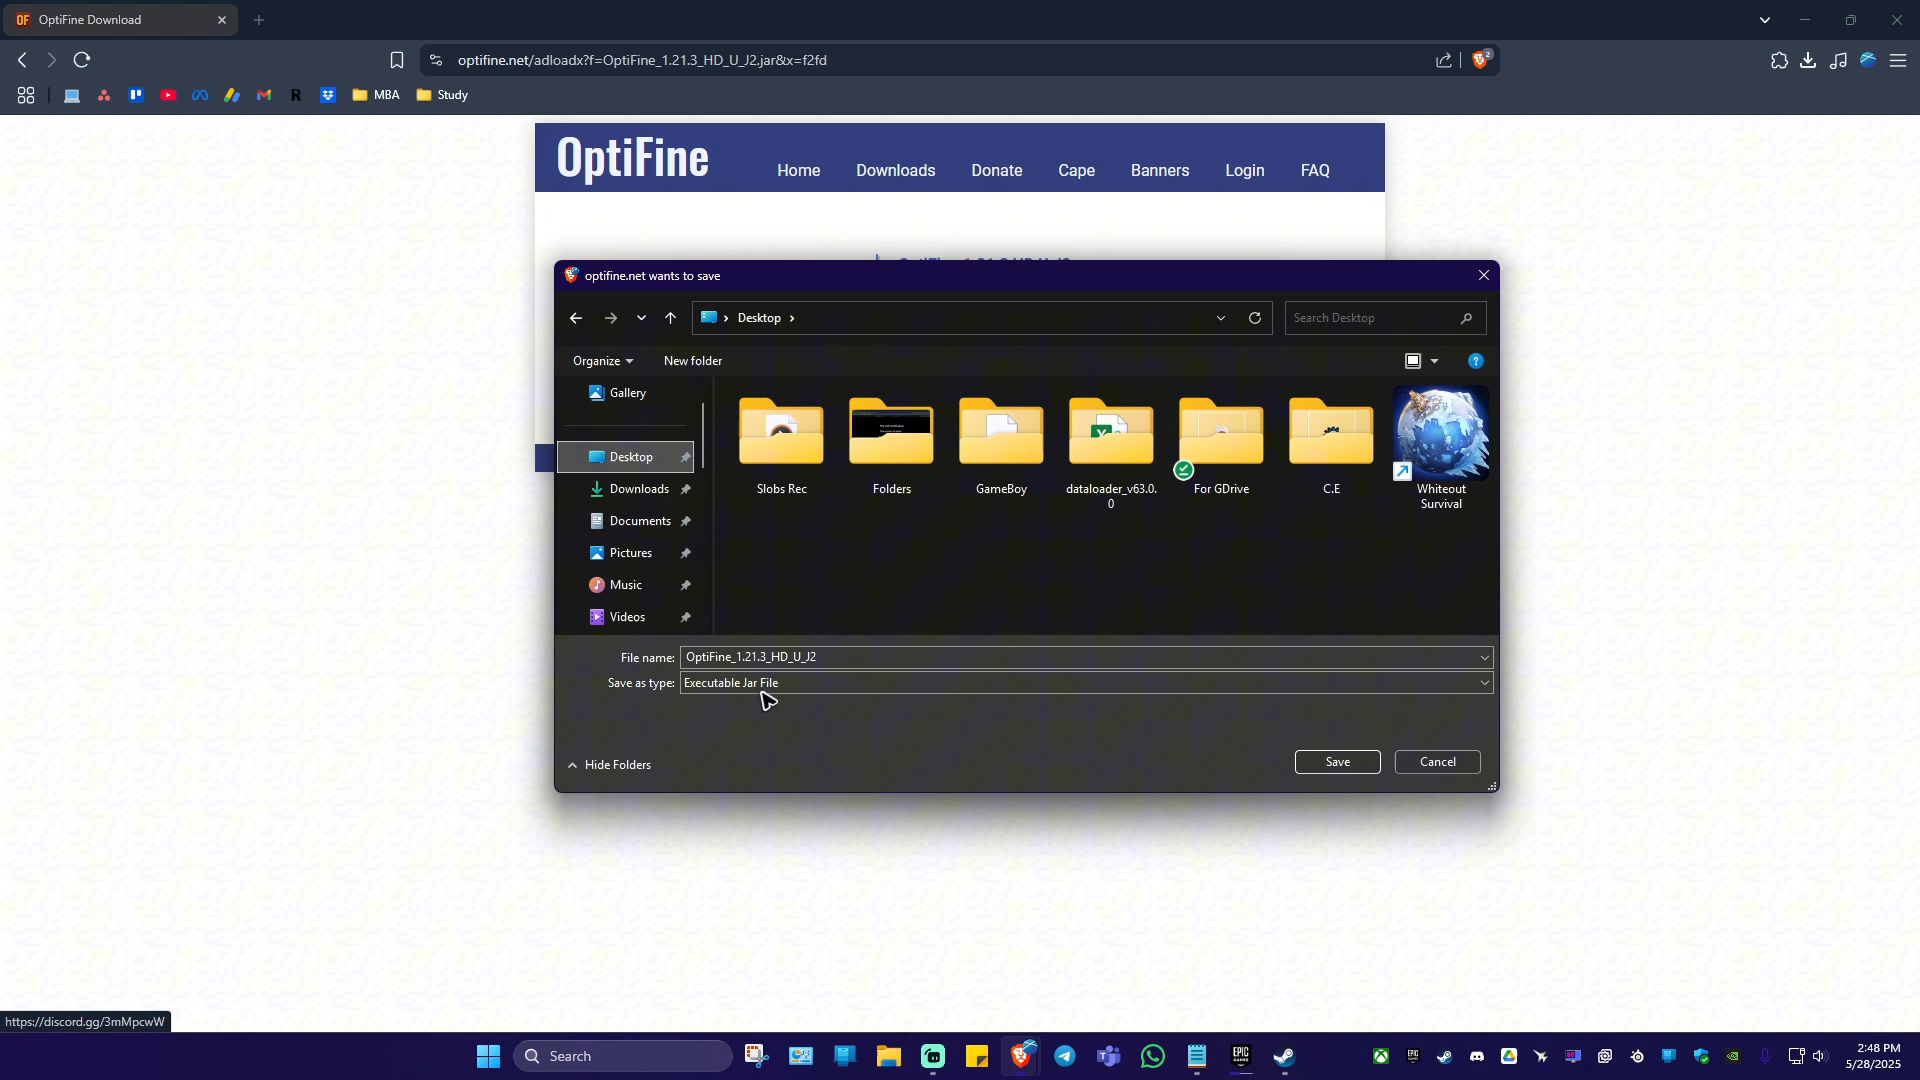 OF OptiFine Download
optifine.net/adloadx?f=OptiFine_1.21.3_HD_U_J2.jar&x=f2fd
2
MBA
Study
OptiFine
Home
Downloads
Donate
Cape
Banners
Login
FAQ
optifine.net wants to save
Desktop
Search Desktop
Organize
New folder
Gallery
Desktop
Downloads
Documents
Pictures
Music
Videos
Slobs Rec
Folders
GameBoy
dataloader_v63.0.
0
For GDrive
C.E
Whiteout
Survival
File name: OptiFine_1.21.3_HD_U_J2
Save as type: Executable Jar File
Hide Folders
Save
Cancel
https://discord.gg/3mMpcwW
Search
2:48 PM
5/28/2025